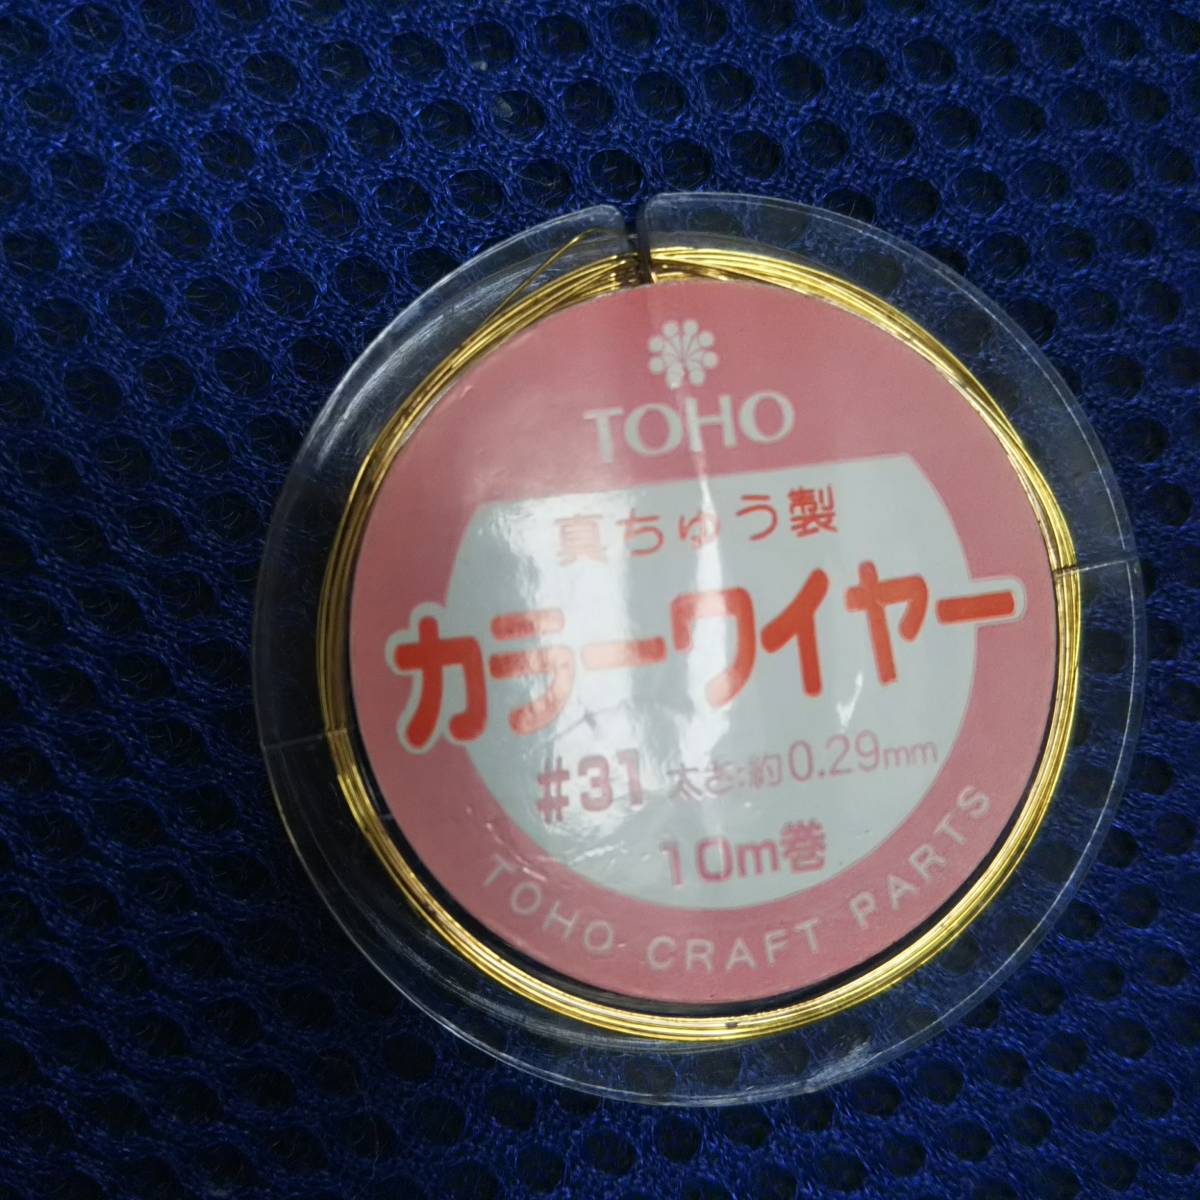 TOHO
真ちゅう製
カラーワイヤー
#31 太さ:約0.29mm
10m巻
TOHO CRAFT PARTS